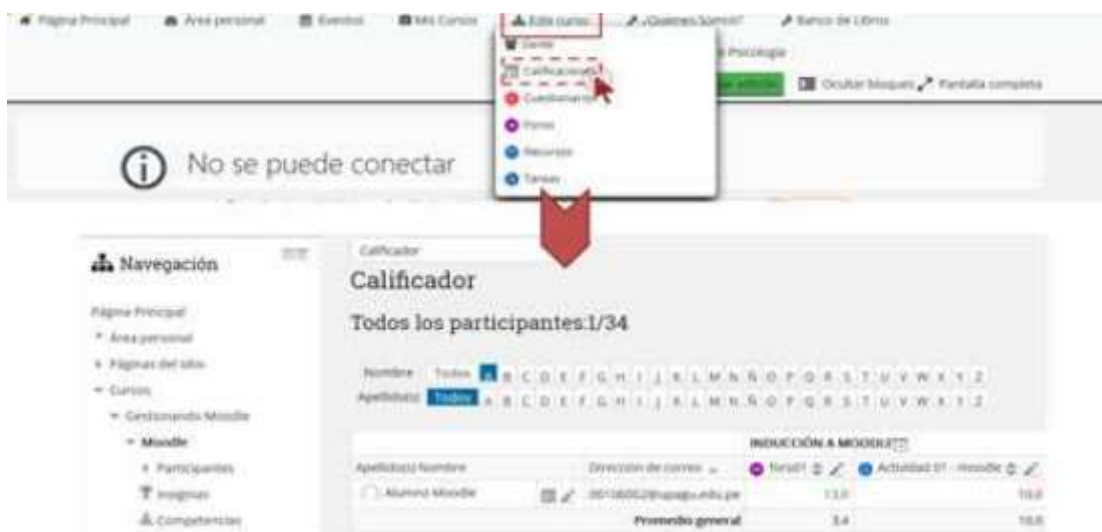 Página Principal Área personal Eventos Mis Cursos Este curso ¿Quienes Somos? Banco de Libros
Gente
Psicología
Calificaciones
Ocultar bloques Pantalla completa
Cuestionarios
Foros
No se puede conectar
Recursos
Tareas
Navegación
Calificador
Calificador
Página Principal
Todos los participantes:1/34
Área personal
Páginas del sitio
Nombre Todos A B C D E F G H I J K L M N Ñ O P Q R S T U V W X Y Z
Cursos
Apellido(s) Todos A B C D E F G H I J K L M N Ñ O P Q R S T U V W X Y Z
Gestionando Moodle
Moodle
INDUCCIÓN A MOODLE
Participantes
Apellido(s) Nombre Dirección de correo Foro01 Actividad 01 - moodle
Insignias
Alumno Moodle 13,0 10,0
Competencias
Promedio general 3,4 10,0